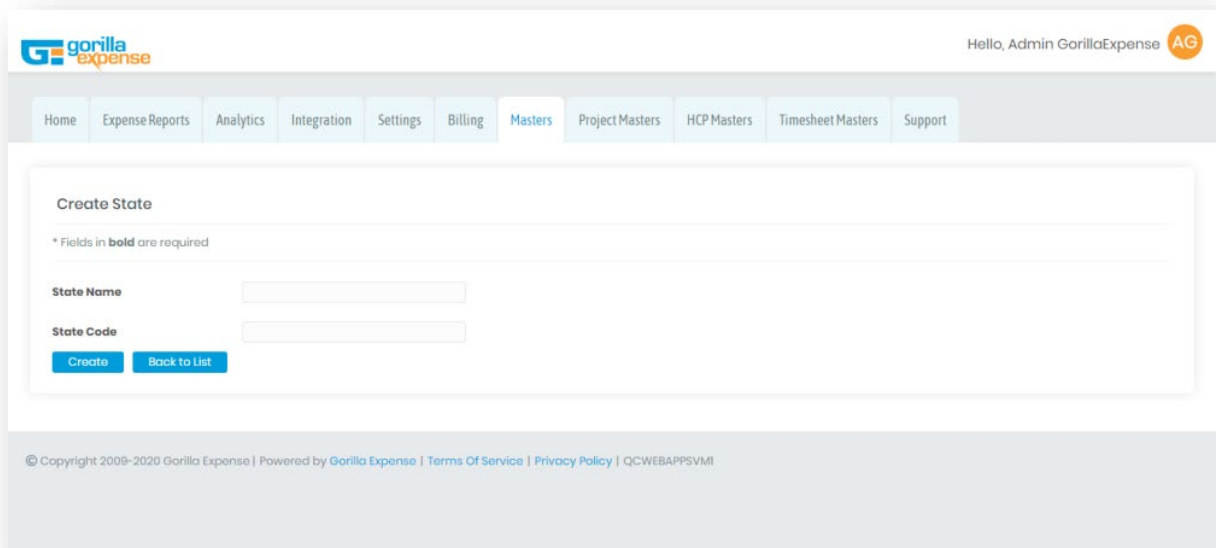 GE gorilla
expense
Hello, Admin GorillaExpense AG
Home Expense Reports Analytics Integration Settings Billing Masters Project Masters HCP Masters Timesheet Masters Support
Create State
* Fields in bold are required
State Name
State Code
Create Back to List
© Copyright 2009-2020 Gorilla Expense | Powered by Gorilla Expense | Terms Of Service | Privacy Policy | QCWEBAPPSVM1